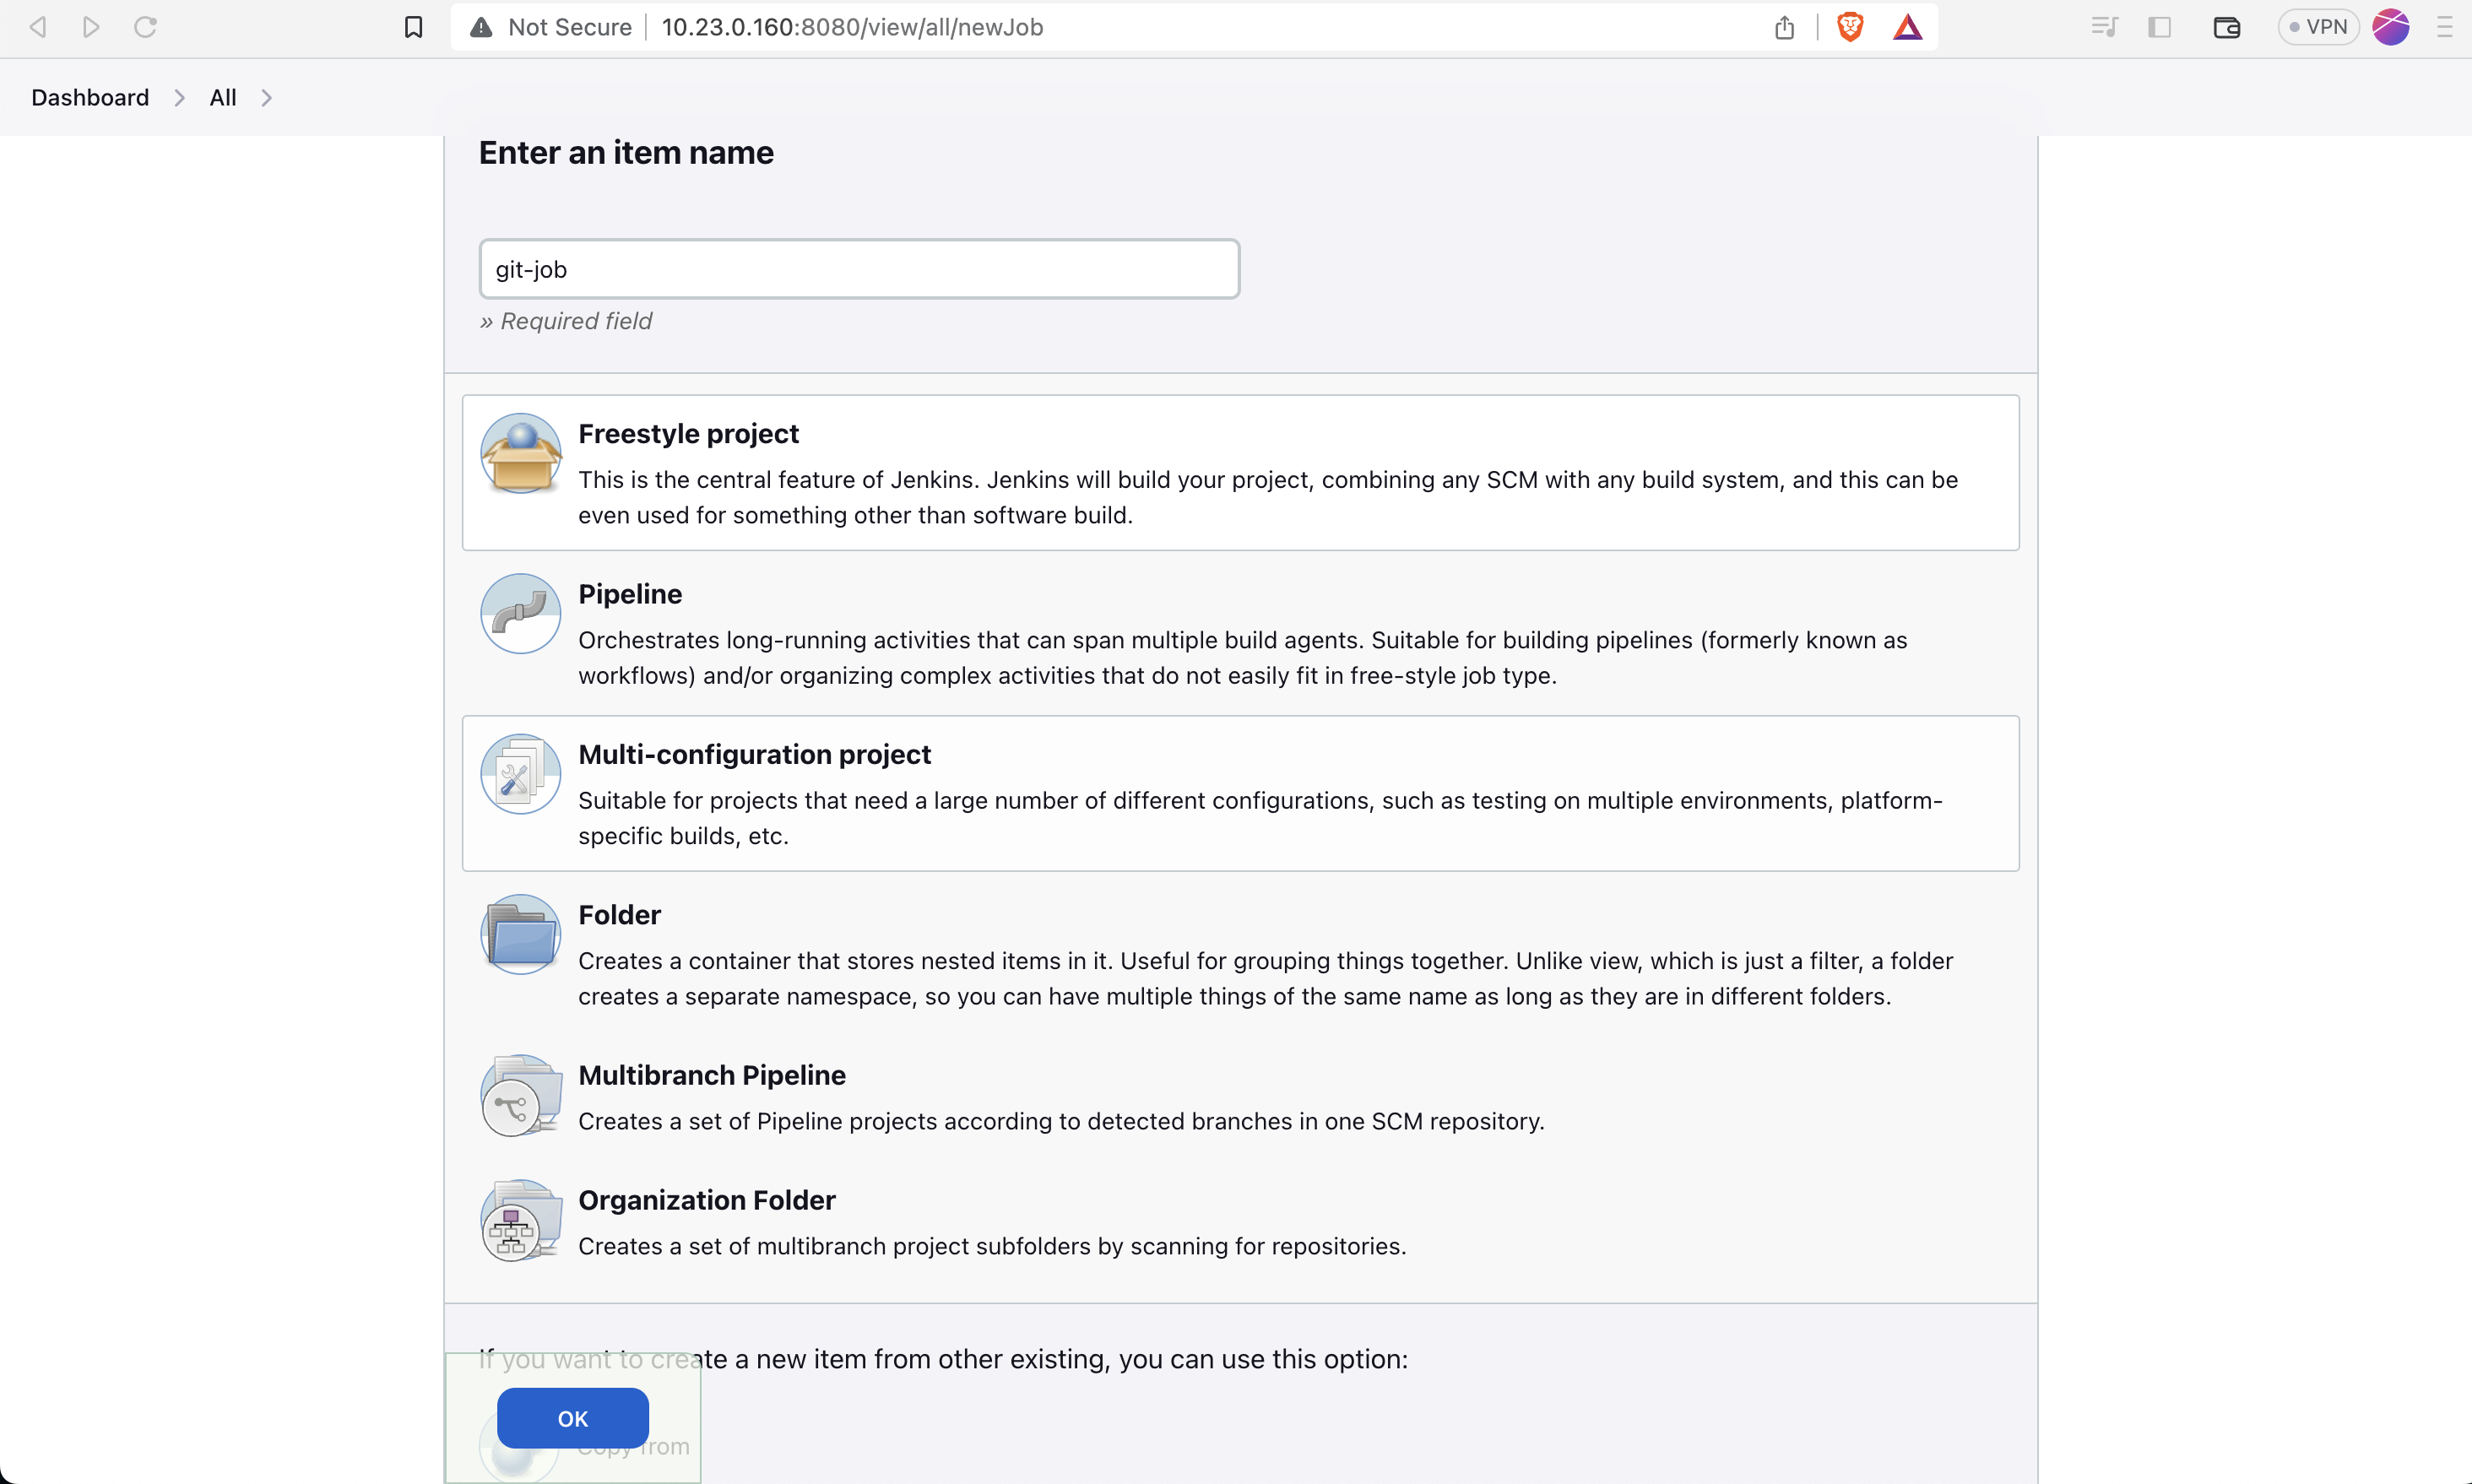 Not Secure
10.23.0.160:8080/view/all/newJob
VPN
Dashboard
All
Enter an item name
git-job
» Required field
Freestyle project
This is the central feature of Jenkins. Jenkins will build your project, combining any SCM with any build system, and this can be
even used for something other than software build.
Pipeline
Orchestrates long-running activities that can span multiple build agents. Suitable for building pipelines (formerly known as
workflows) and/or organizing complex activities that do not easily fit in free-style job type.
Multi-configuration project
Suitable for projects that need a large number of different configurations, such as testing on multiple environments, platform-
specific builds, etc.
Folder
Creates a container that stores nested items in it. Useful for grouping things together. Unlike view, which is just a filter, a folder
creates a separate namespace, so you can have multiple things of the same name as long as they are in different folders.
Multibranch Pipeline
Creates a set of Pipeline projects according to detected branches in one SCM repository.
Organization Folder
Creates a set of multibranch project subfolders by scanning for repositories.
If you want to create a new item from other existing, you can use this option:
OK
Copy from